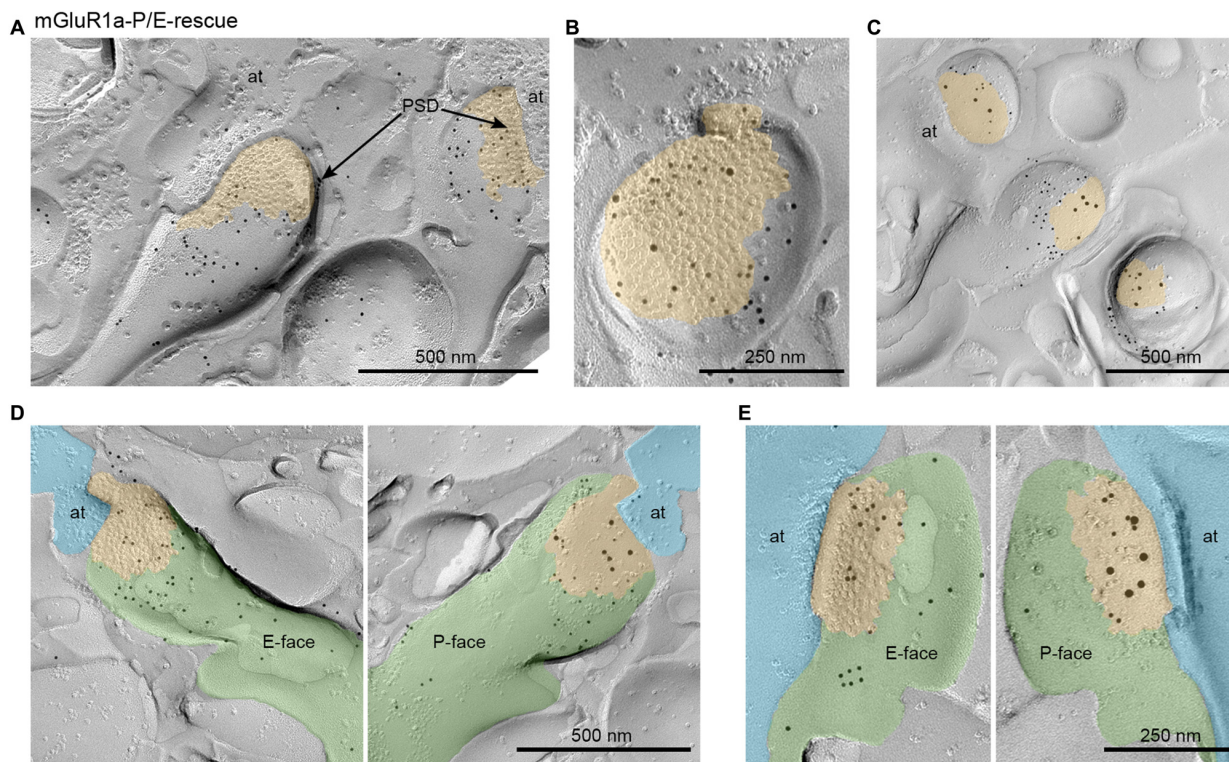 mGluR1a-P/E-rescue
A
at
PSD
at
500 nm
B
250 nm
C
at
500 nm
D
at
E-face
at
P-face
500 nm
E
at
E-face
at
P-face
250 nm